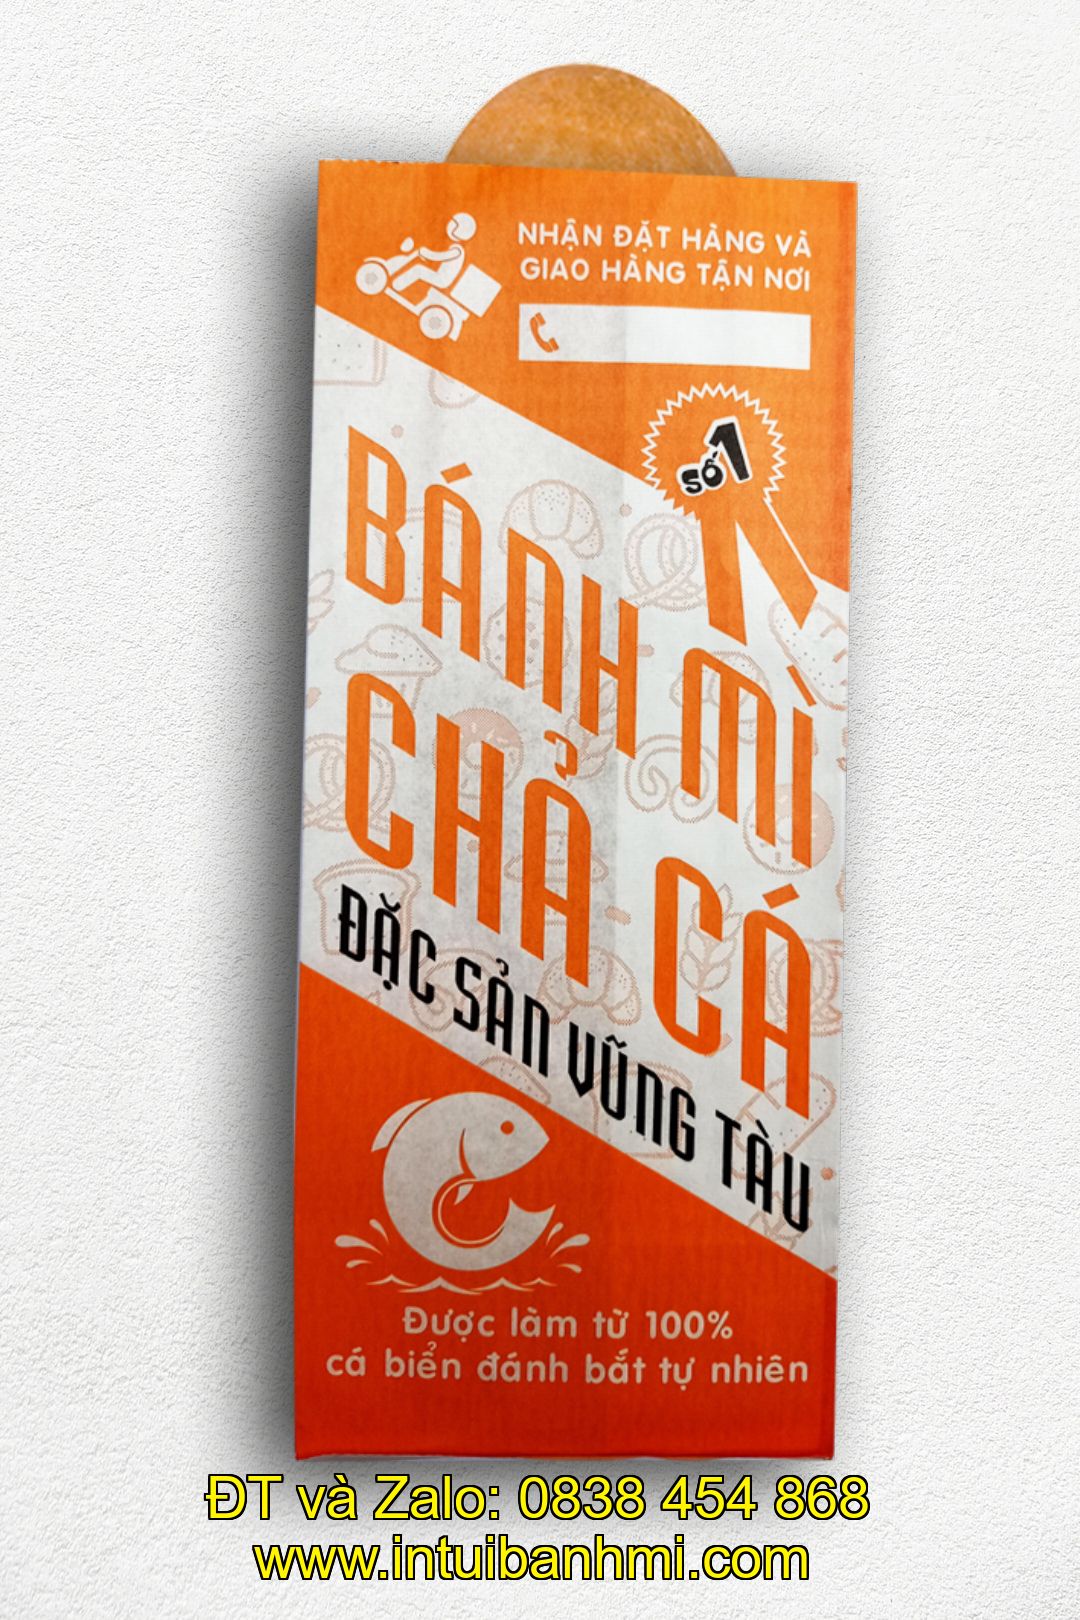 NHẬN ĐẶT HÀNG VÀ
GIAO HÀNG TẬN NƠI
SỐ 1
BÁNH MÌ
CHẢ CÁ
ĐẶC SẢN VŨNG TÀU
Được làm từ 100%
cá biển đánh bắt tự nhiên
ĐT và Zalo: 0838 454 868
www.intuibanhmi.com